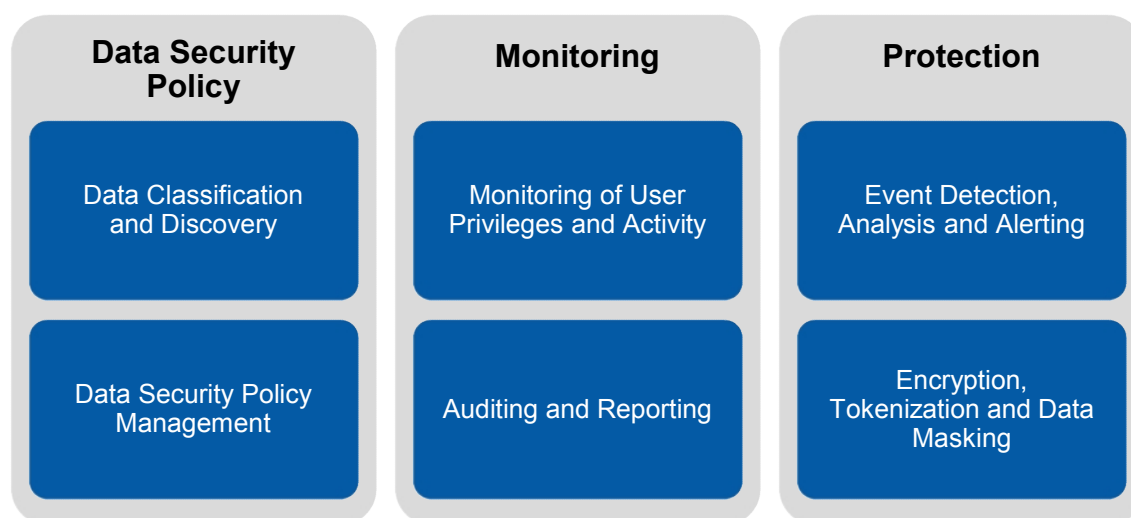 Data Security
Policy
Data Classification
and Discovery
Data Security Policy
Management
Monitoring
Monitoring of User
Privileges and Activity
Auditing and Reporting
Protection
Event Detection,
Analysis and Alerting
Encryption,
Tokenization and Data
Masking